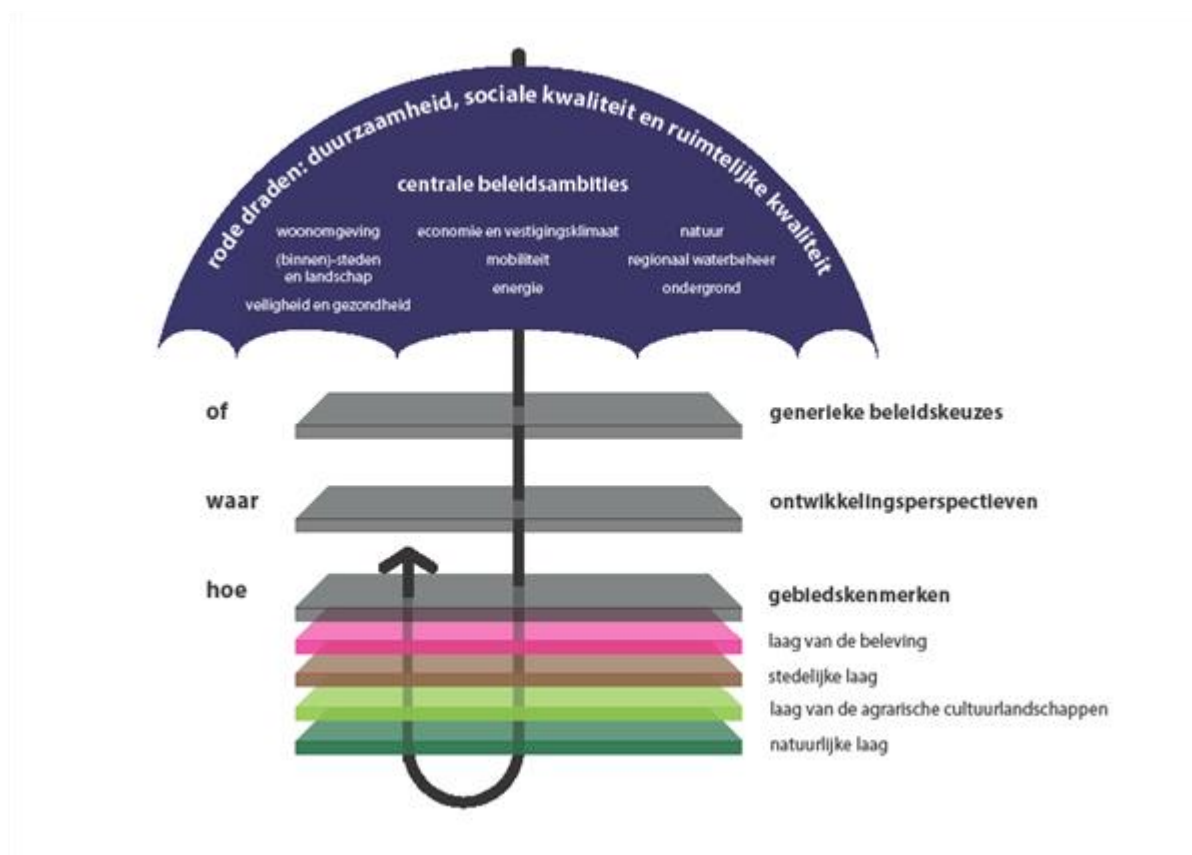 rode draden: duurzaamheid, sociale kwaliteit en ruimtelijke kwaliteit
centrale beleidsambities
woonomgeving
(binnen)-steden
en landschap
veiligheid en gezondheid
economie en vestigingsklimaat
mobiliteit
energie
natuur
regionaal waterbeheer
ondergrond
of
generieke beleidskeuzes
waar
ontwikkelingsperspectieven
hoe
gebiedskenmerken
laag van de beleving
stedelijke laag
laag van de agrarische cultuurlandschappen
natuurlijke laag